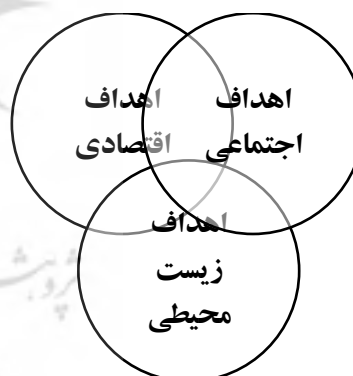 اهداف
اجتماعی
اهداف
اقتصادی
اهداف
زیست
محیطی